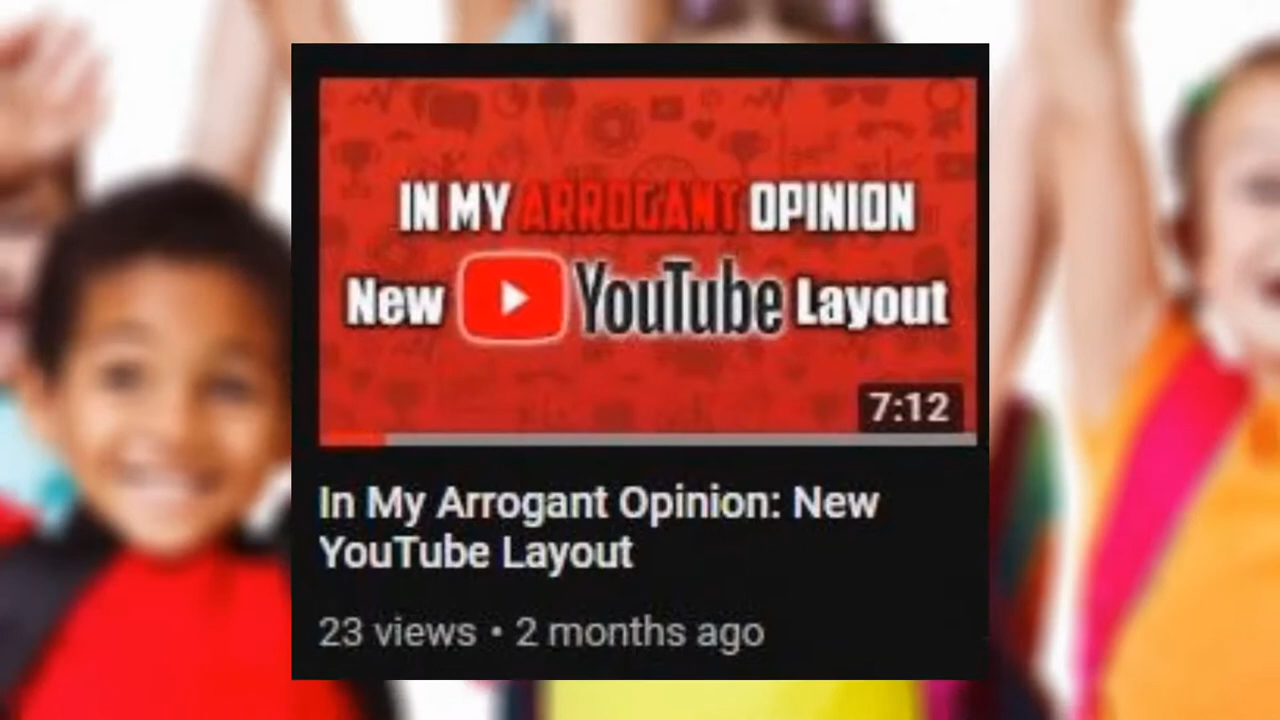 IN MY ARROGANT OPINION
New YouTube Layout
7:12
In My Arrogant Opinion: New
YouTube Layout
23 views • 2 months ago